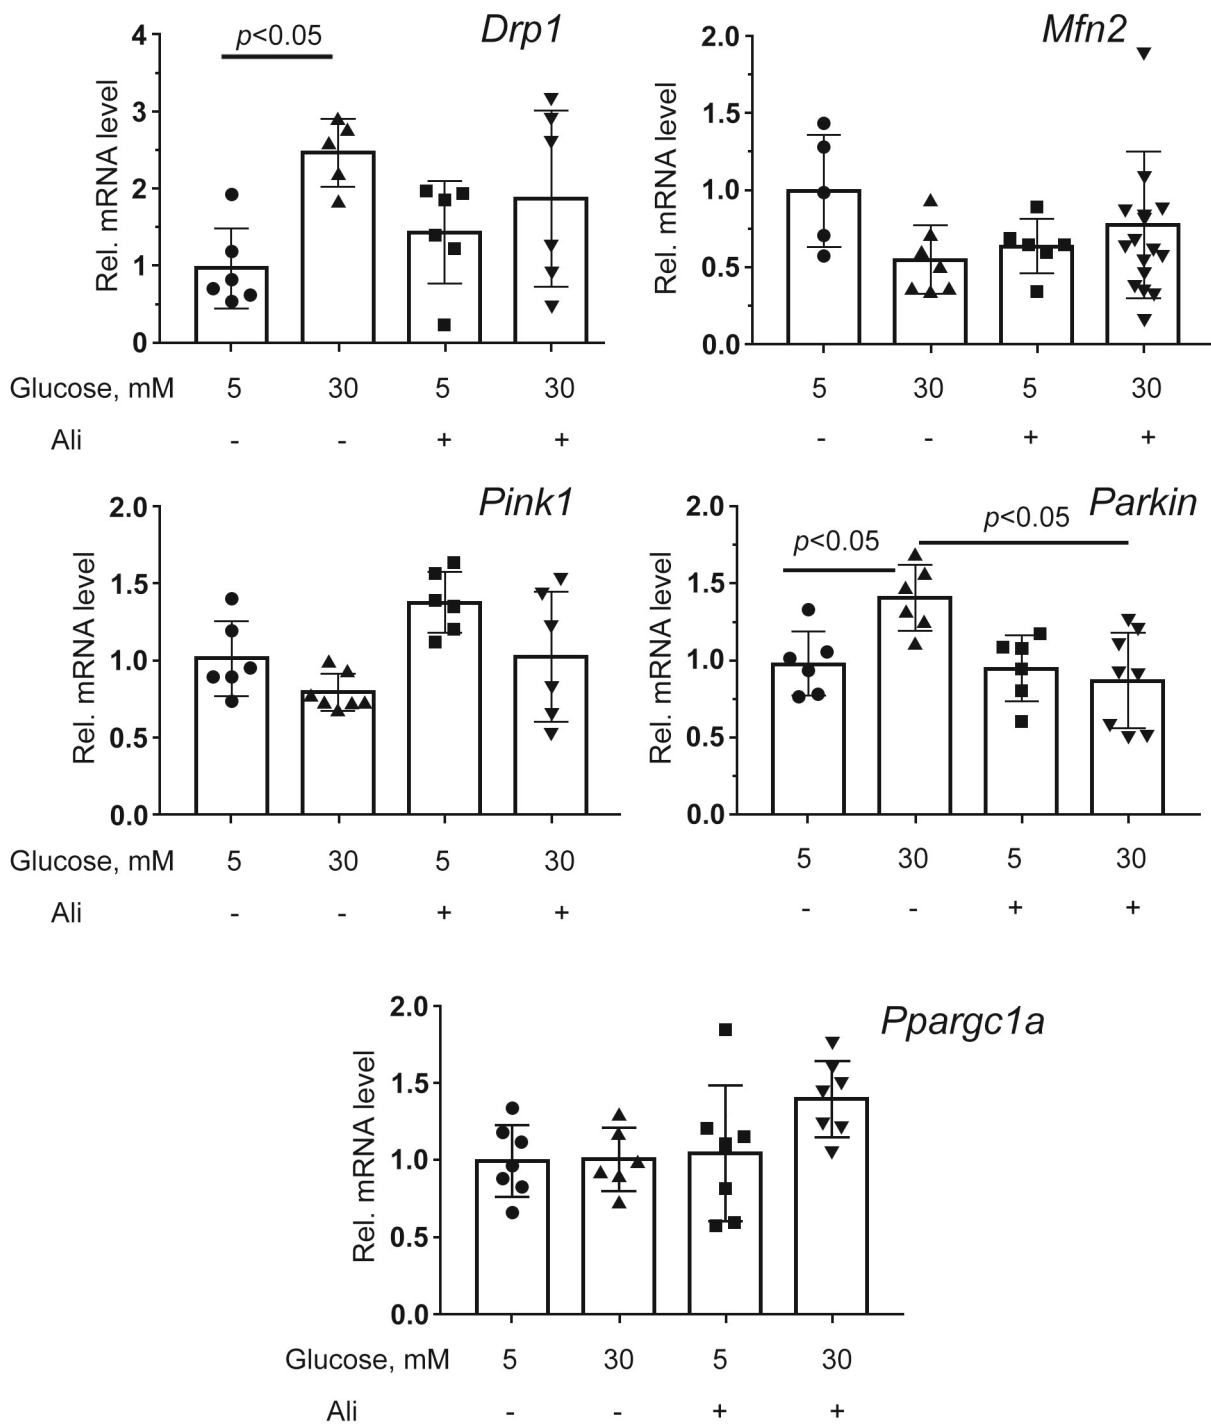 Drp1
Rel. mRNA level
4
3
2
1
0
p<0.05
Glucose, mM 5 30 5 30
Ali - - + +
Mfn2
Rel. mRNA level
2.0
1.5
1.0
0.5
0.0
5 30 5 30
- - + +
Pink1
Rel. mRNA level
2.0
1.5
1.0
0.5
0.0
Glucose, mM 5 30 5 30
Ali - - + +
Parkin
Rel. mRNA level
2.0
1.5
1.0
0.5
0.0
p<0.05
p<0.05
5 30 5 30
- - + +
Ppargc1a
Rel. mRNA level
2.0
1.5
1.0
0.5
0.0
Glucose, mM 5 30 5 30
Ali - - + +